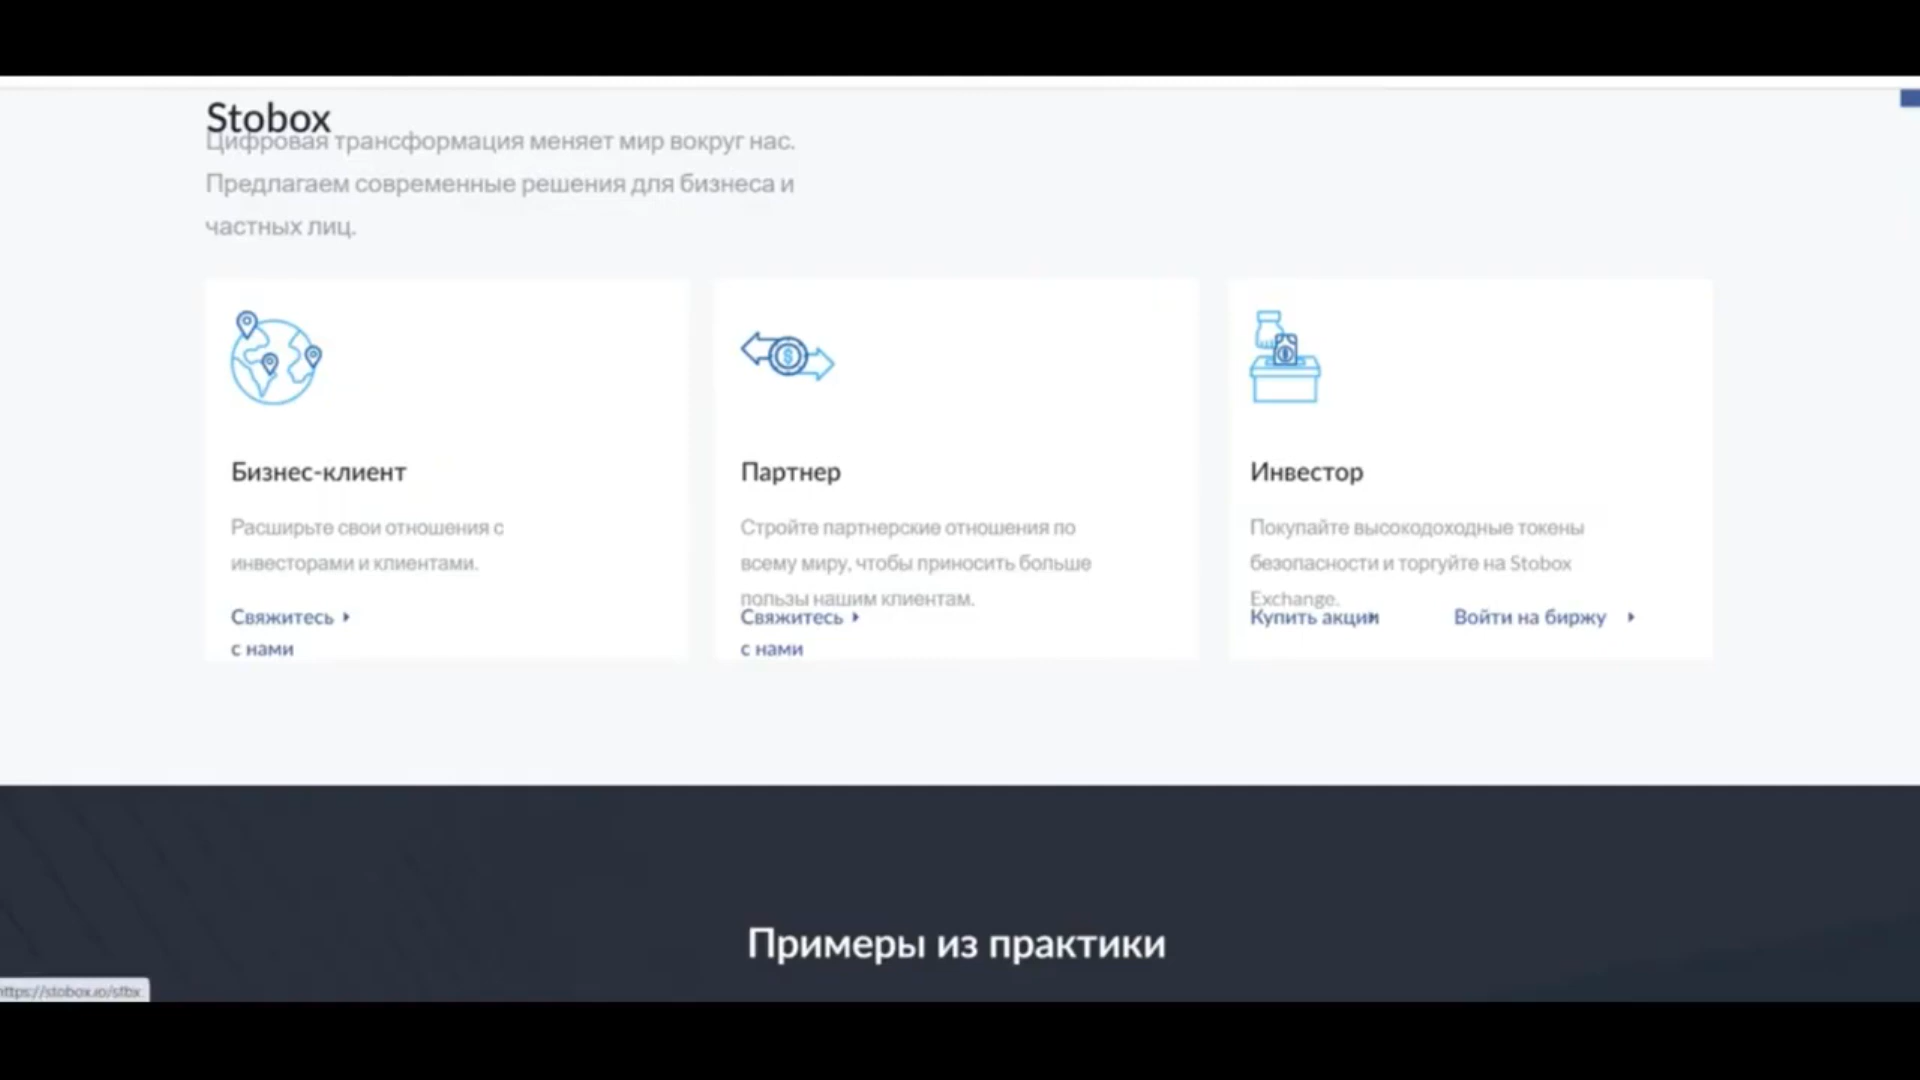 Stobox
Цифровая трансформация меняет мир вокруг нас.
Предлагаем современные решения для бизнеса и
частных лиц.
Бизнес-клиент
Расширьте свои отношения с
инвесторами и клиентами.
Свяжитесь
с нами
Партнер
Стройте партнерские отношения по
всему миру, чтобы приносить больше
пользы нашим клиентам.
Свяжитесь
с нами
Инвестор
Покупайте высокодоходные токены
безопасности и торгуйте на Stobox
Exchange.
Купить акции Войти на биржу
Примеры из практики
https://stobox.io/stbx